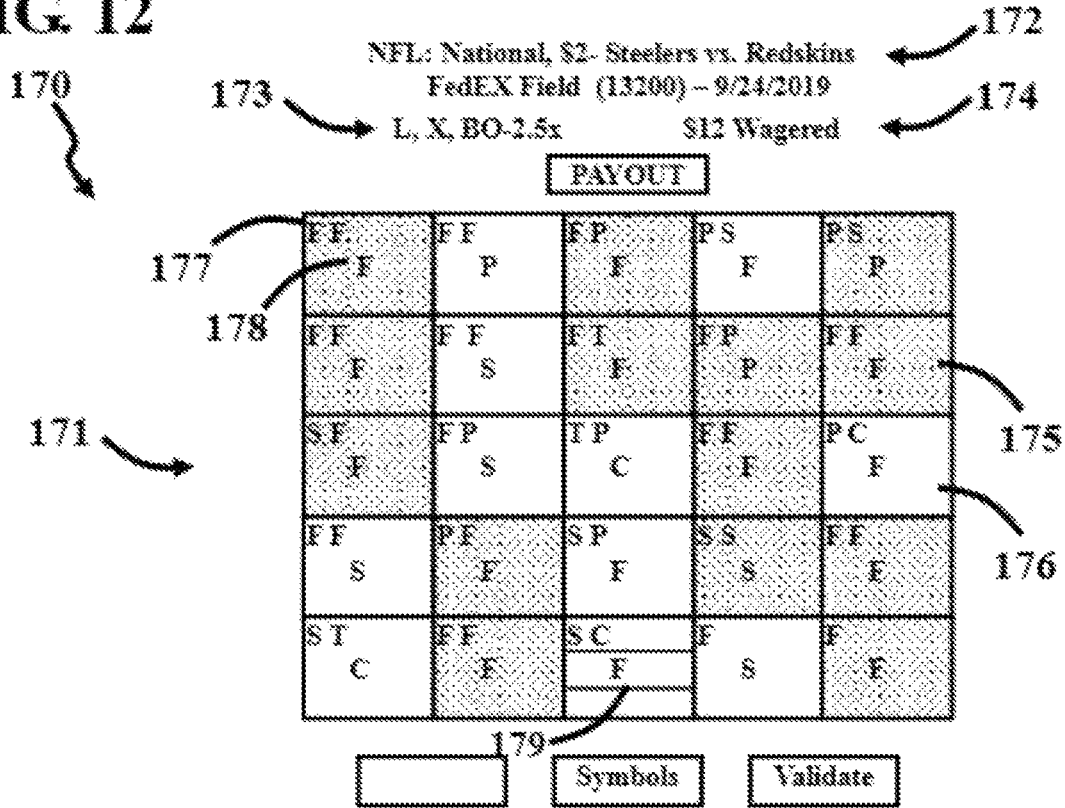 IG. 12
172
NFL: National, $2- Steelers vs. Redskins
170
FedEX Field (13200) – 9/24/2019
173
174
L, X, BO-2.5x $12 Wagered
PAYOUT
F F F F F P P S P S
177
F P F F P
178
F F F F F T F P F F
F S F P F
175
171
S F F P T P F F P C
F S C F F
176
F F P F S P S S F F
S F F S F
S T F F S C F F
C F F S F
179
Symbols Validate